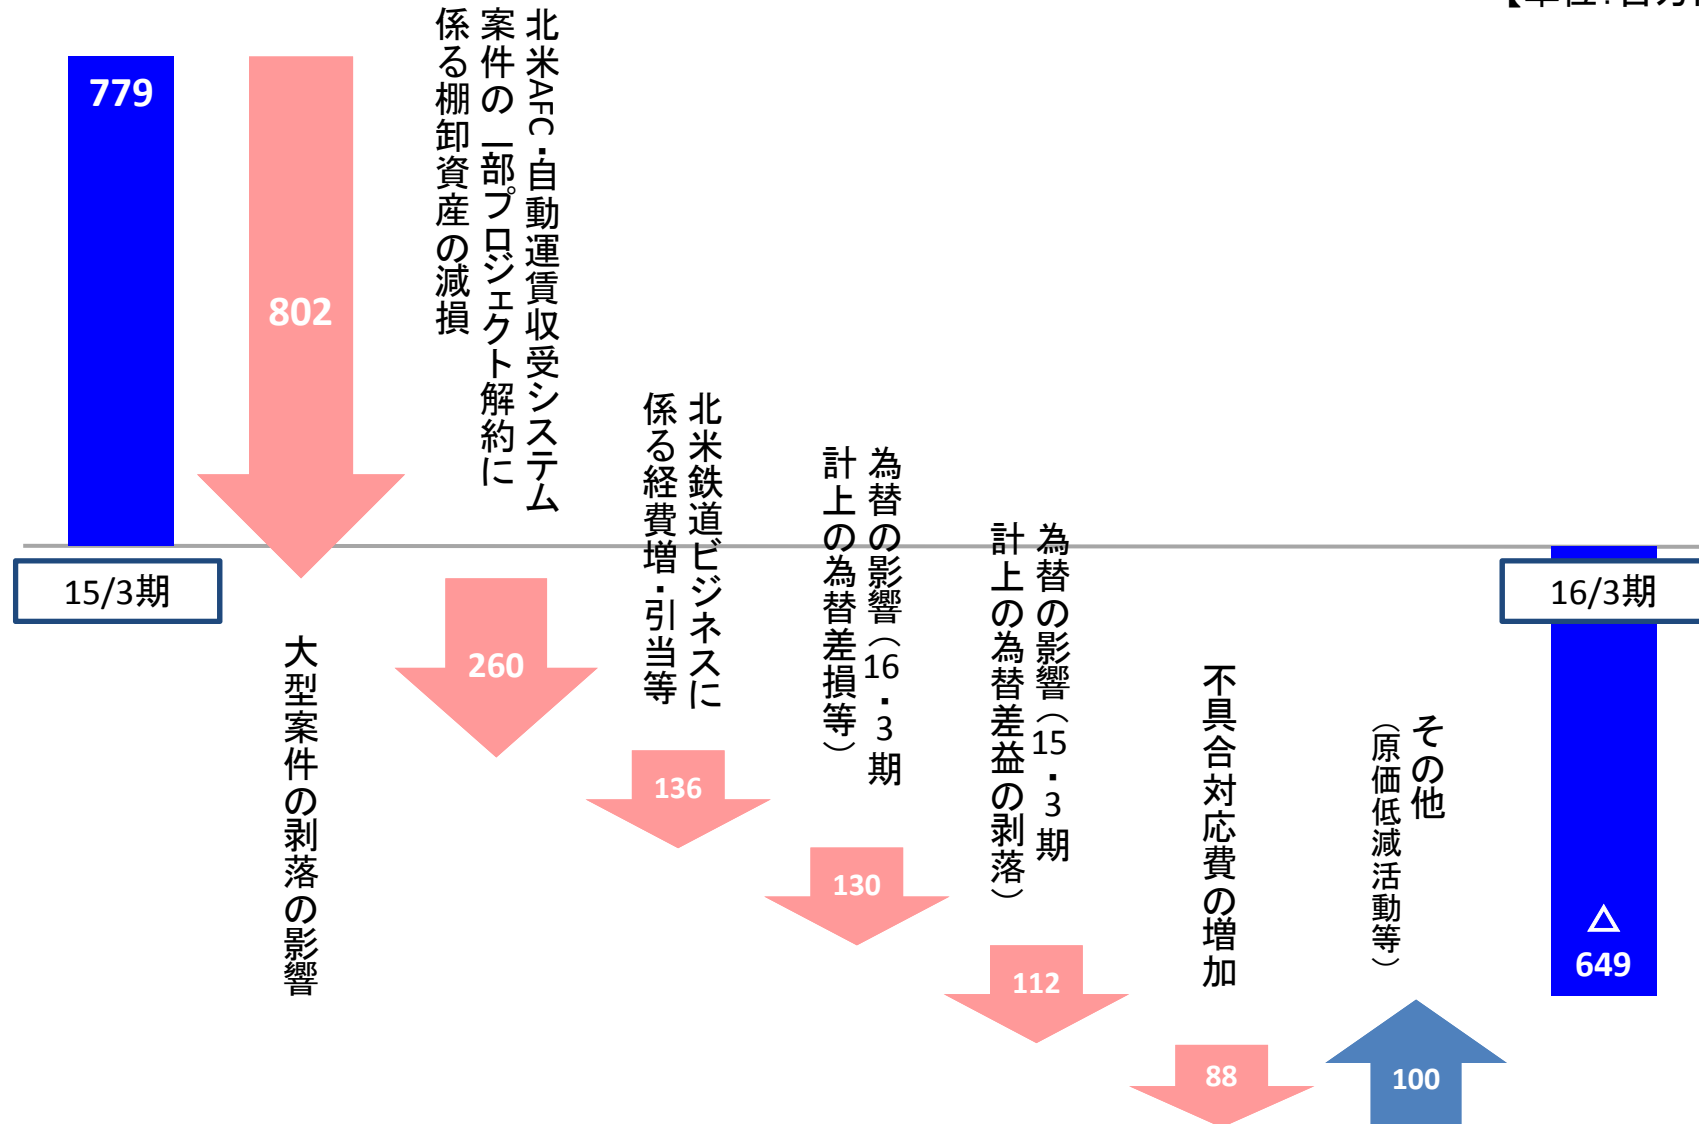 【単位：百万
779
802
北米AFC・自動運賃収受システム
案件の一部プロジェクト解約に
係る棚卸資産の減損
15/3期
大型案件の剥落の影響
260
北米鉄道ビジネスに
係る経費増・引当等
136
為替の影響（16・3期
計上の為替差損等）
130
為替の影響（15・3期
計上の為替差益の剥落）
112
不具合対応費の増加
88
その他
（原価低減活動等）
100
16/3期
△
649